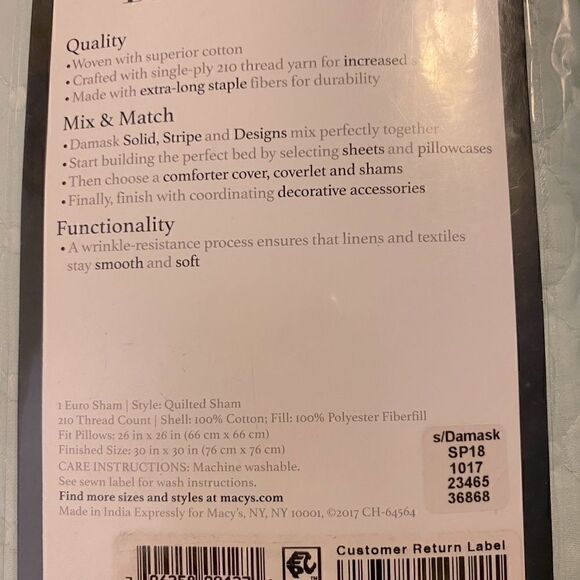 Quality
• Woven with superior cotton
• Crafted with single-ply 210 thread yarn for increased
• Made with extra-long staple fibers for durability
Mix & Match
• Damask Solid, Stripe and Designs mix perfectly together
• Start building the perfect bed by selecting sheets and pillowcases
• Then choose a comforter cover, coverlet and shams
• Finally, finish with coordinating decorative accessories
Functionality
• A wrinkle-resistance process ensures that linens and textiles
stay smooth and soft
1 Euro Sham | Style: Quilted Sham
210 Thread Count | Shell: 100% Cotton; Fill: 100% Polyester Fiberfill
Fit Pillows: 26 in x 26 in (66 cm x 66 cm)
Finished Size: 30 in x 30 in (76 cm x 76 cm)
CARE INSTRUCTIONS: Machine washable.
See sewn label for wash instructions.
Find more sizes and styles at macys.com
Made in India Expressly for Macy's, NY, NY 10001, ©2017 CH-64564
s/Damask
SP18
1017
23465
36868
Customer Return Label